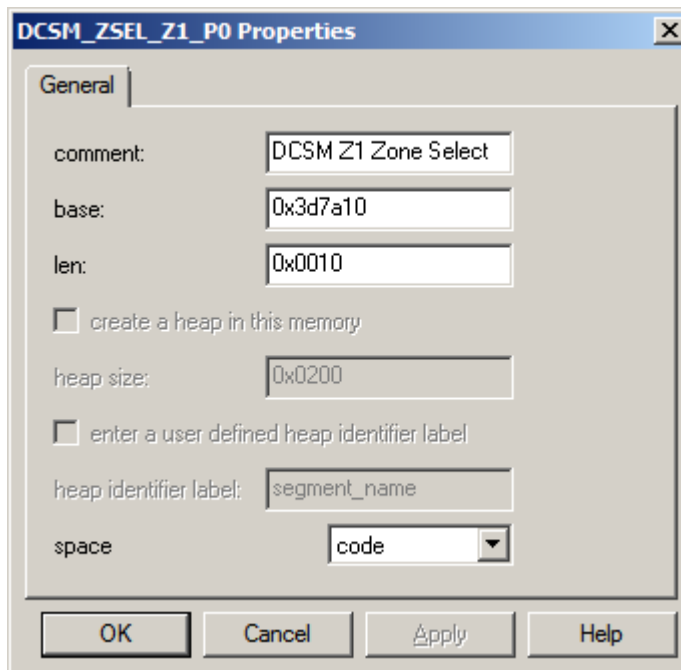 DCSM_ZSEL_Z1_P0 Properties
General
comment: DCSM Z1 Zone Select
base: 0x3d7a10
len: 0x0010
create a heap in this memory
heap size: 0x0200
enter a user defined heap identifier label
heap identifier label: segment_name
space code
OK Cancel Apply Help